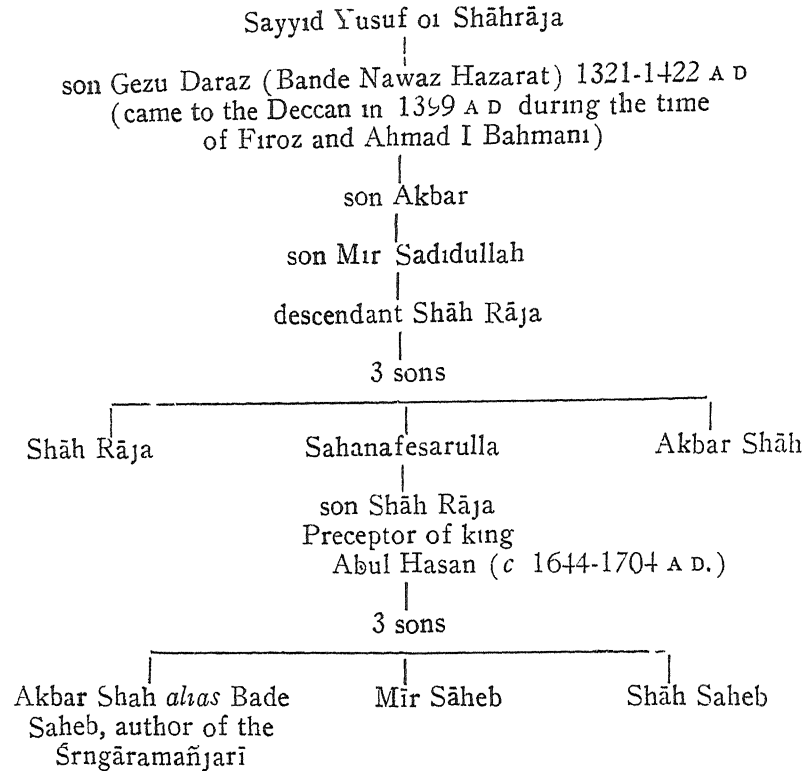 Sayyid Yusuf or Shāhrāja
son Gezu Daraz (Bande Nawaz Hazarat) 1321-1422 A D
(came to the Deccan in 1399 A D during the time
of Firoz and Ahmad I Bahmani)
son Akbar
son Mir Sadidullah
descendant Shāh Rāja
3 sons
Shāh Rāja Sahanafesarulla Akbar Shāh
son Shāh Rāja
Preceptor of king
Abul Hasan (c 1644-1704 A D.)
3 sons
Akbar Shah alias Bade Mīr Sāheb Shāh Saheb
Saheb, author of the
Śrngāramañjarī